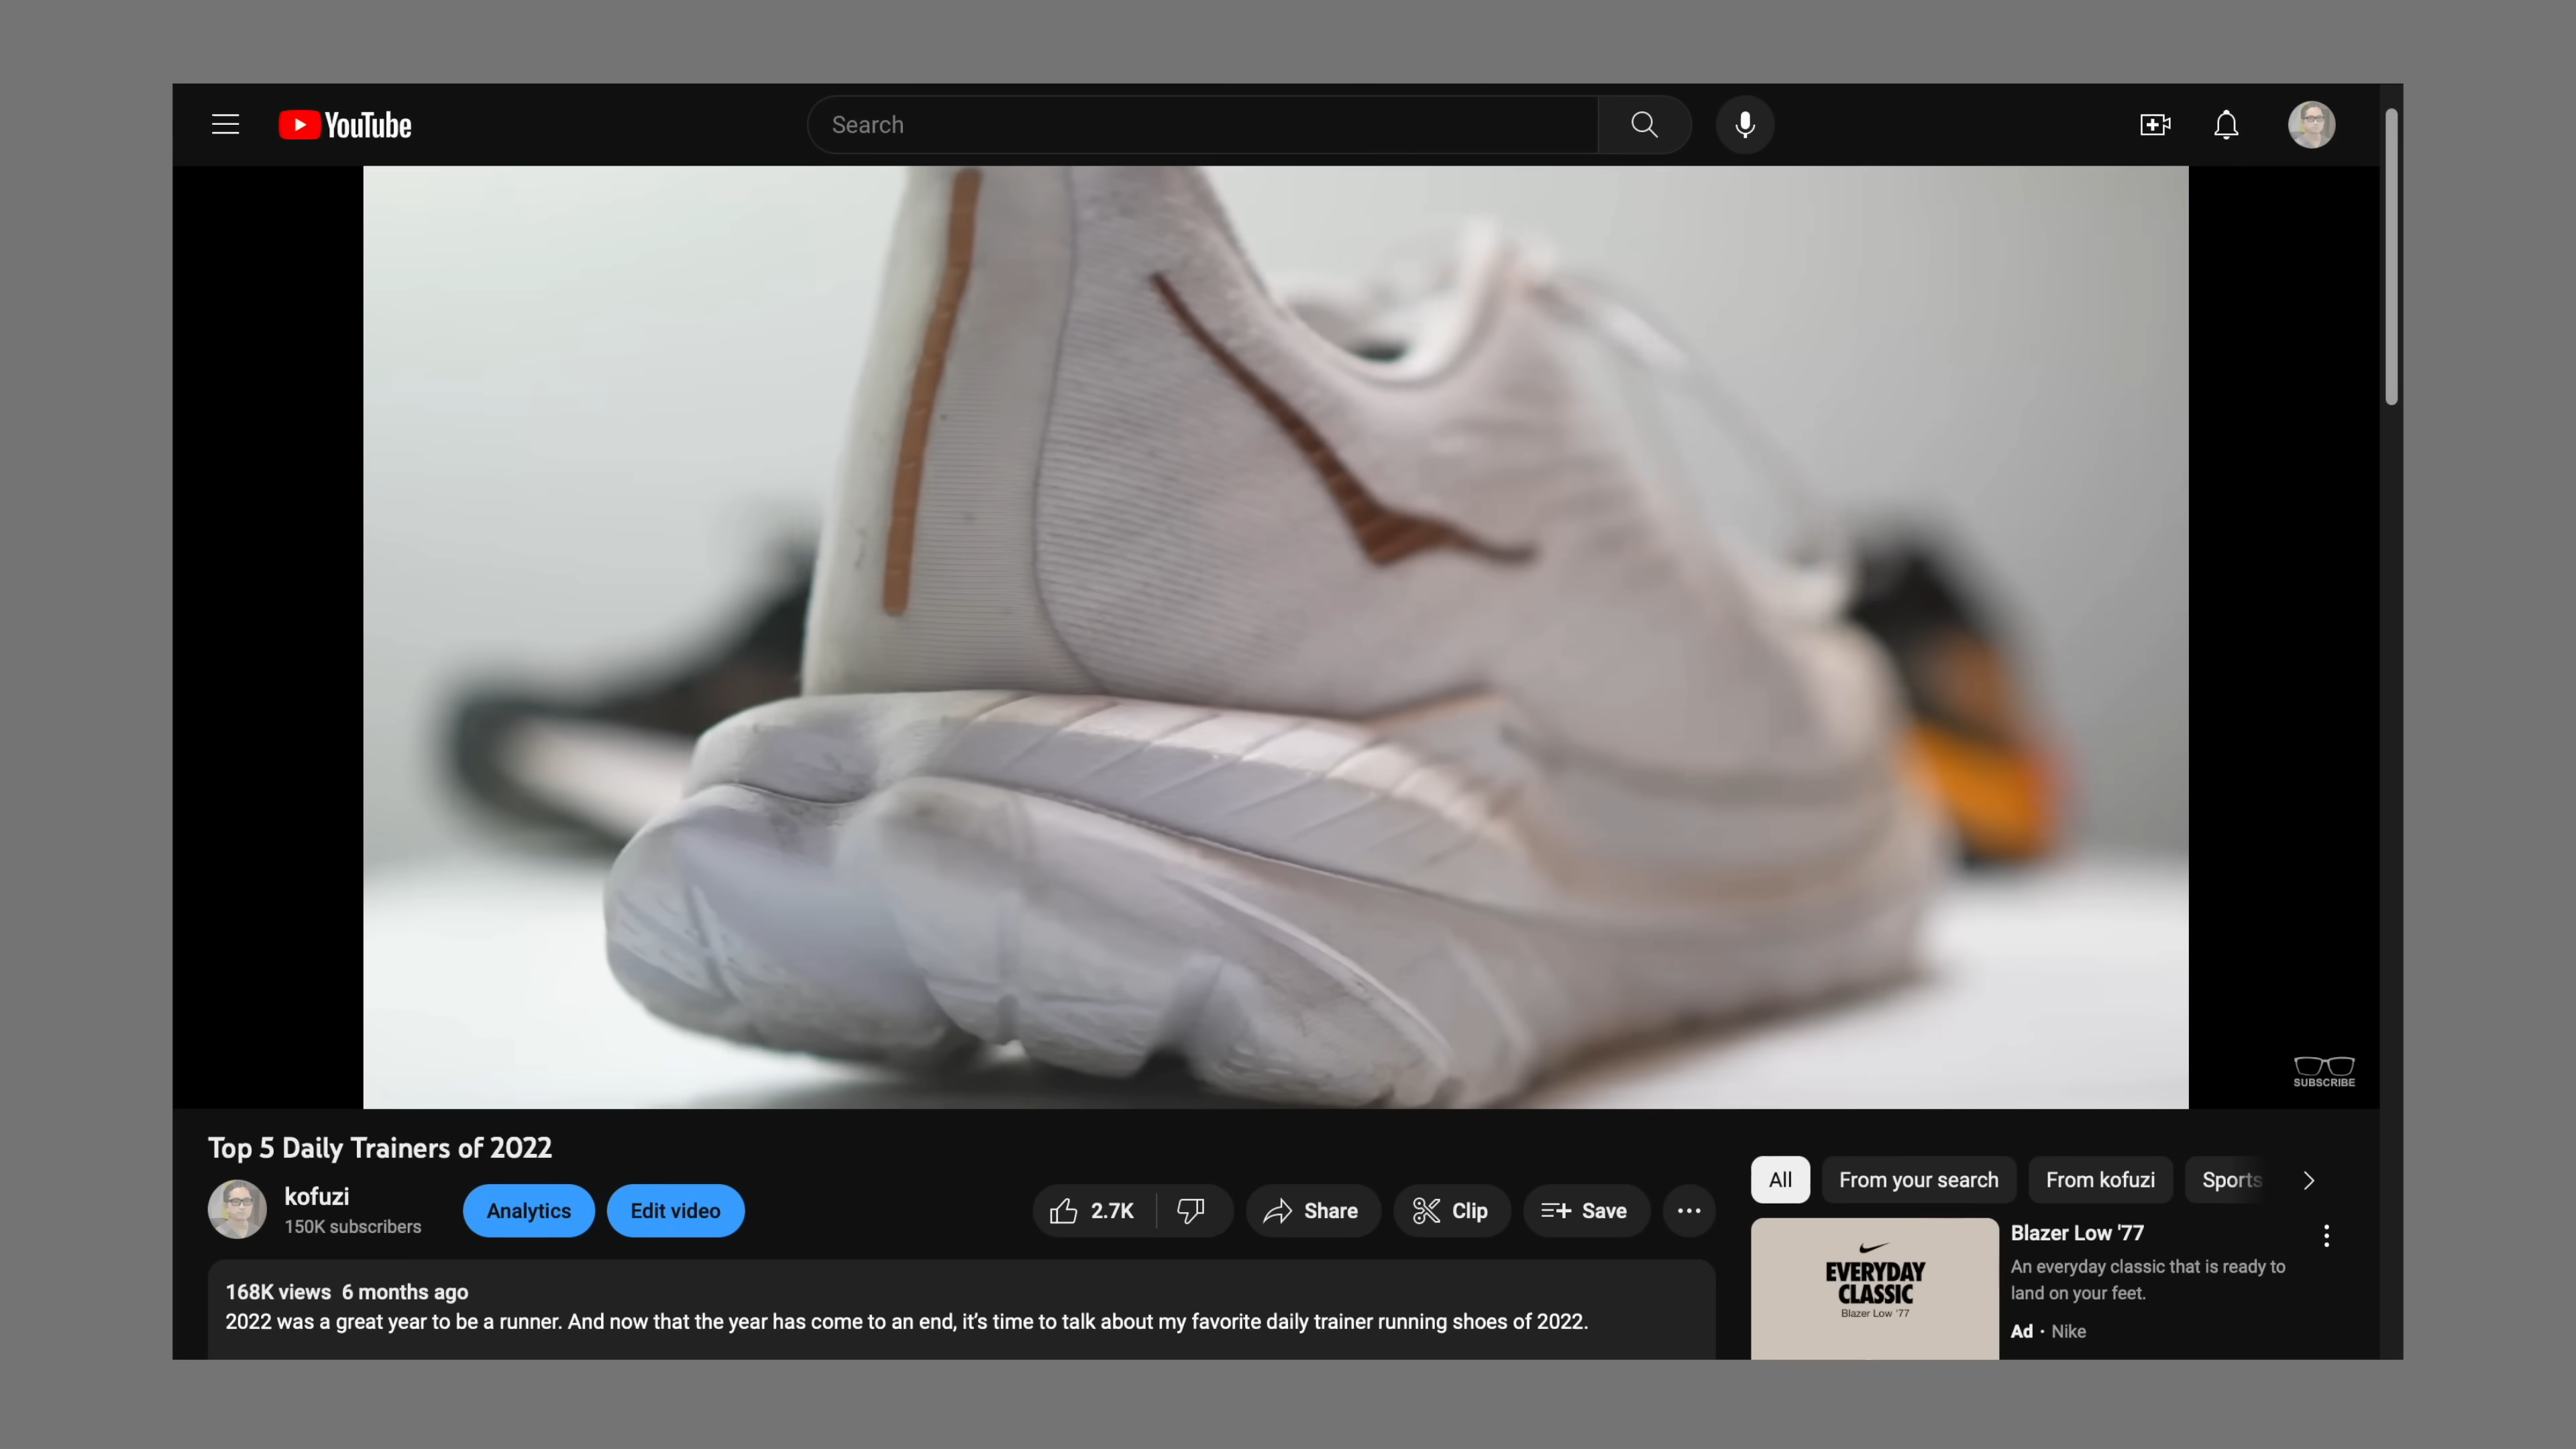 YouTube
Search
SUBSCRIBE
Top 5 Daily Trainers of 2022
kofuzi
150K subscribers
Analytics
Edit video
2.7K
Share
Clip
Save
168K views 6 months ago
2022 was a great year to be a runner. And now that the year has come to an end, it’s time to talk about my favorite daily trainer running shoes of 2022.
All
From your search
From kofuzi
Sports
EVERYDAY
CLASSIC
Blazer Low '77
Blazer Low '77
An everyday classic that is ready to
land on your feet.
Ad · Nike